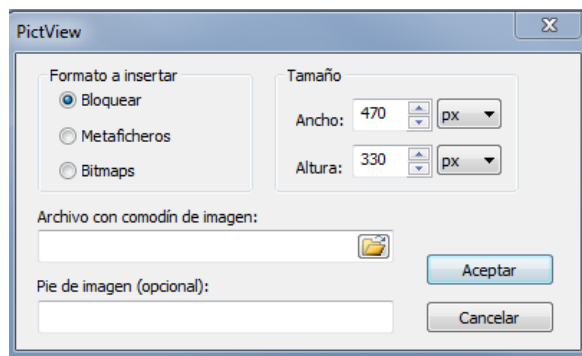 PictView
Formato a insertar
Bloquear
Metaficheros
Bitmaps
Tamaño
Ancho: 470 px
Altura: 330 px
Archivo con comodín de imagen:
Pie de imagen (opcional):
Aceptar
Cancelar